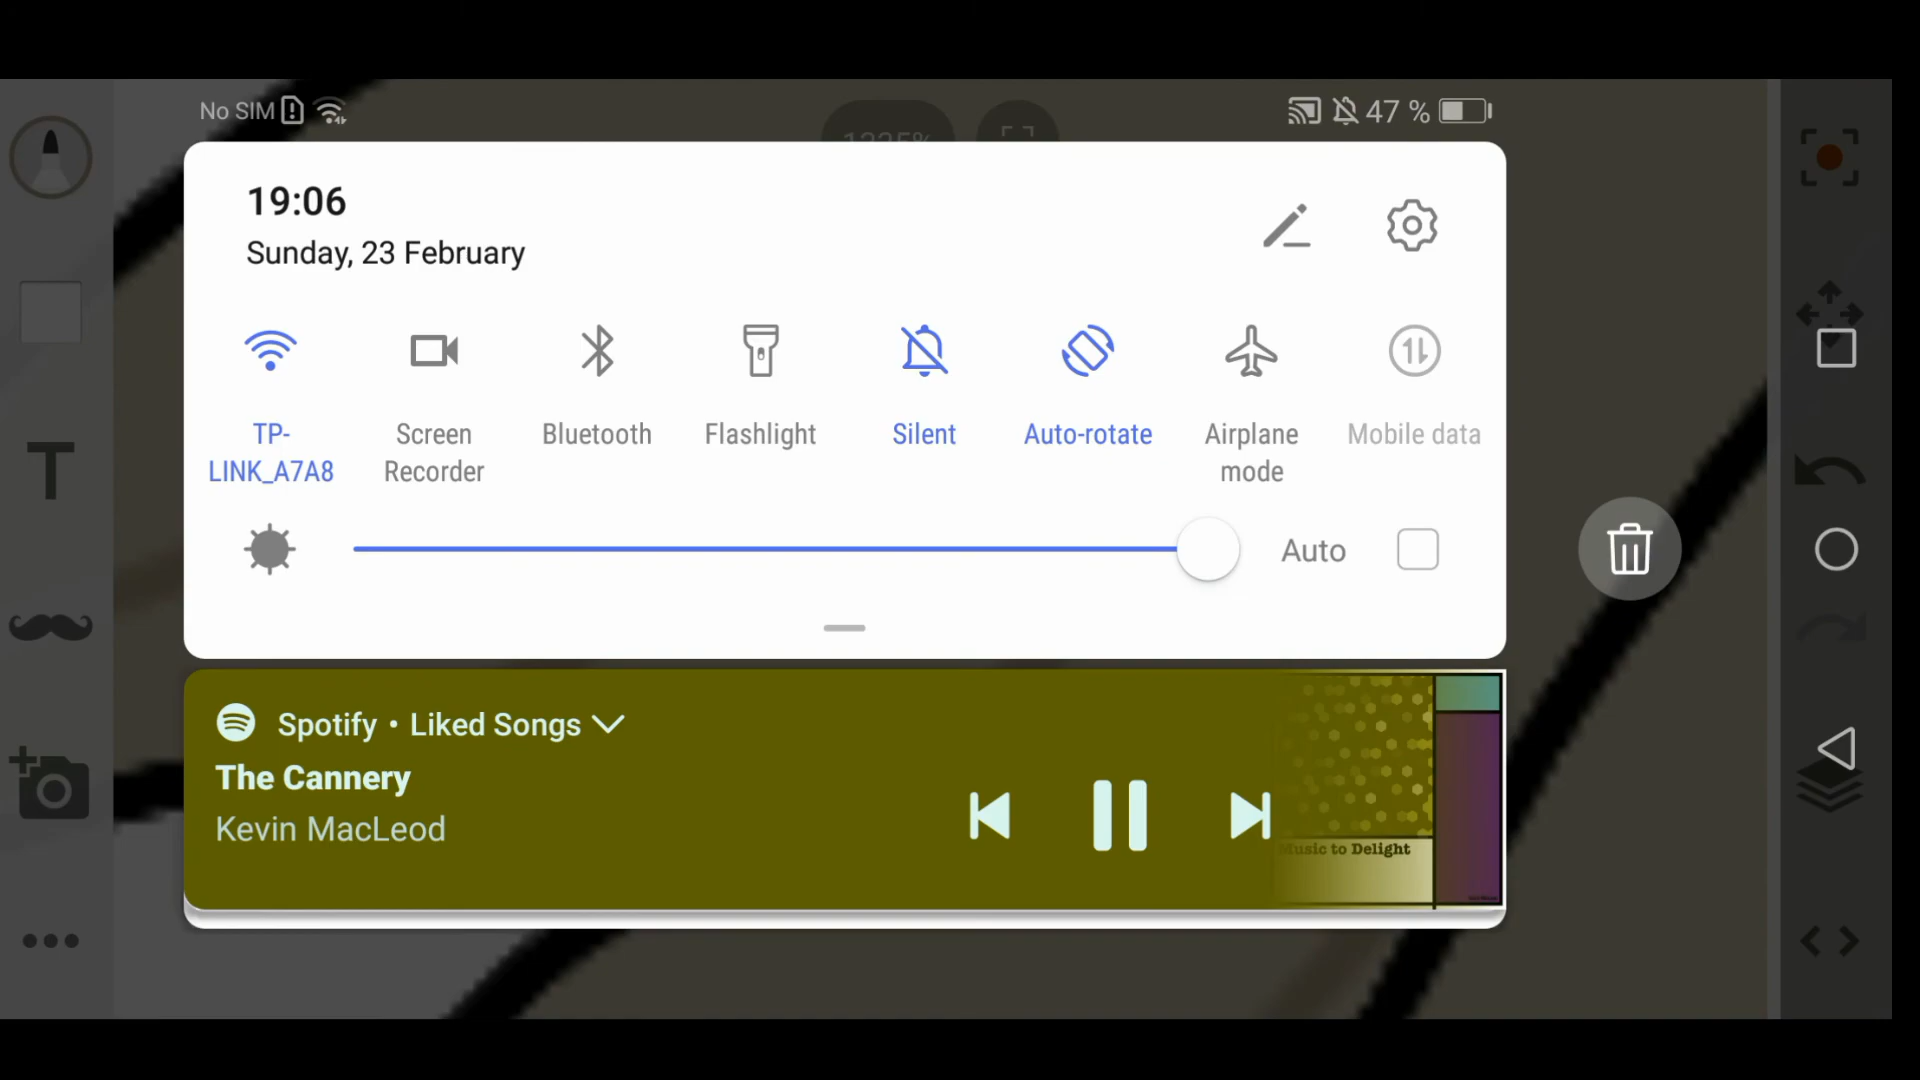 No SIM
47 %
19:06
Sunday, 23 February
TP-
LINK_A7A8
Screen
Recorder
Bluetooth
Flashlight
Silent
Auto-rotate
Airplane
mode
Mobile data
Auto
Spotify • Liked Songs
The Cannery
Kevin MacLeod
Music to Delight
T